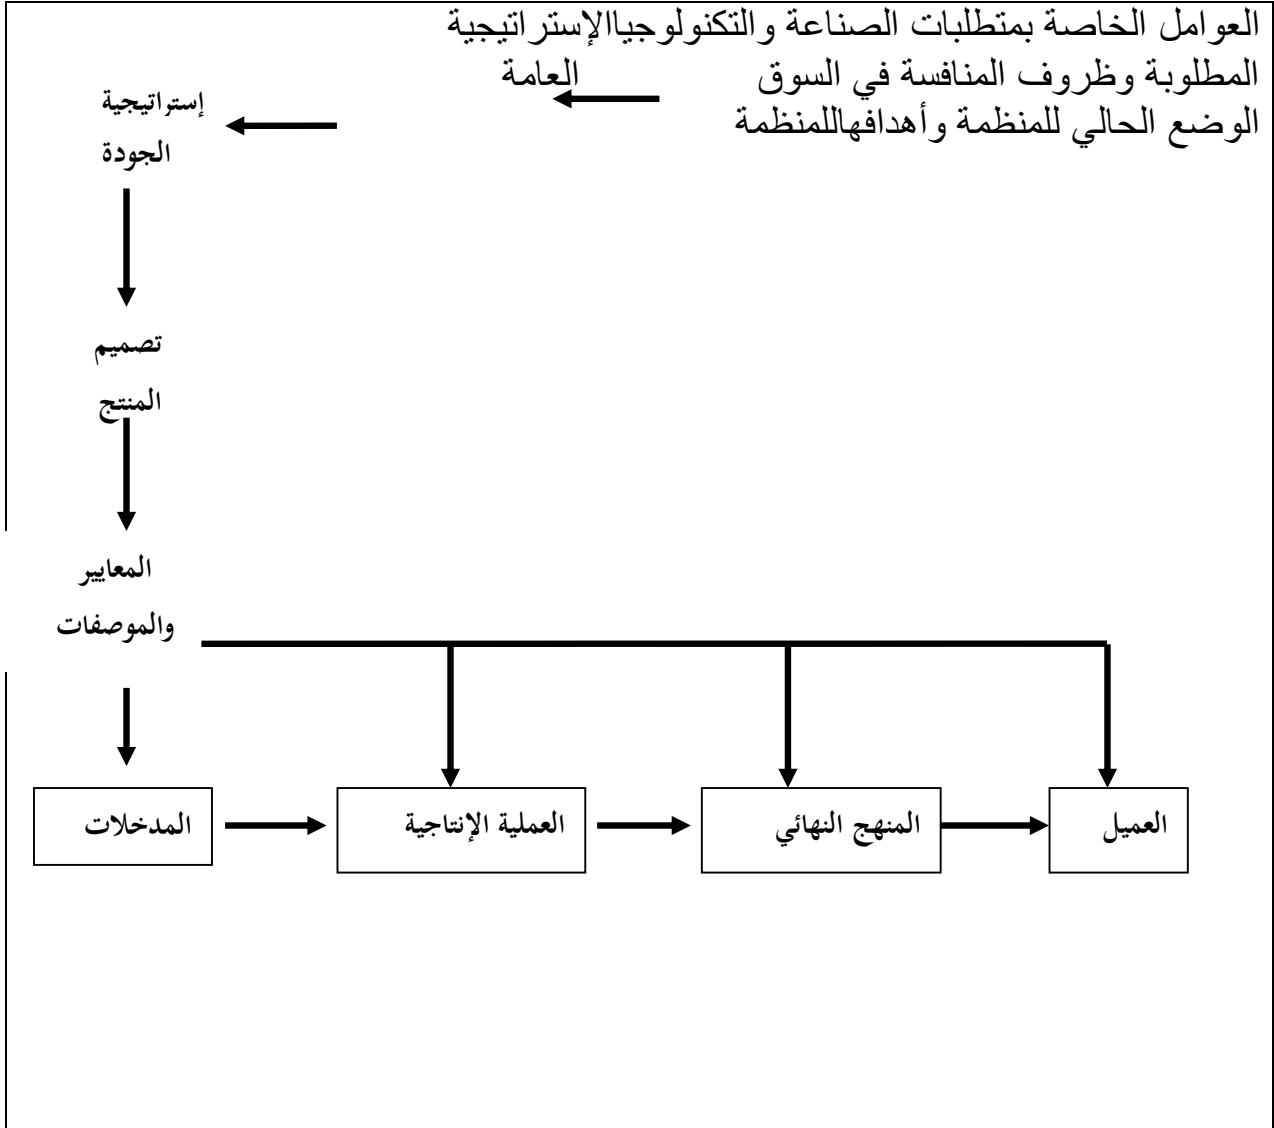 العوامل الخاصة بمتطلبات الصناعة والتكنولوجياالإستراتيجية
المطلوبة وظروف المنافسة في السوق العامة
الوضع الحالي للمنظمة وأهدافهاللمنظمة
إستراتيجية
الجودة
تصميم
المنتج
المعايير
والموصفات
المدخلات
العملية الإنتاجية
المنهج النهائي
العميل